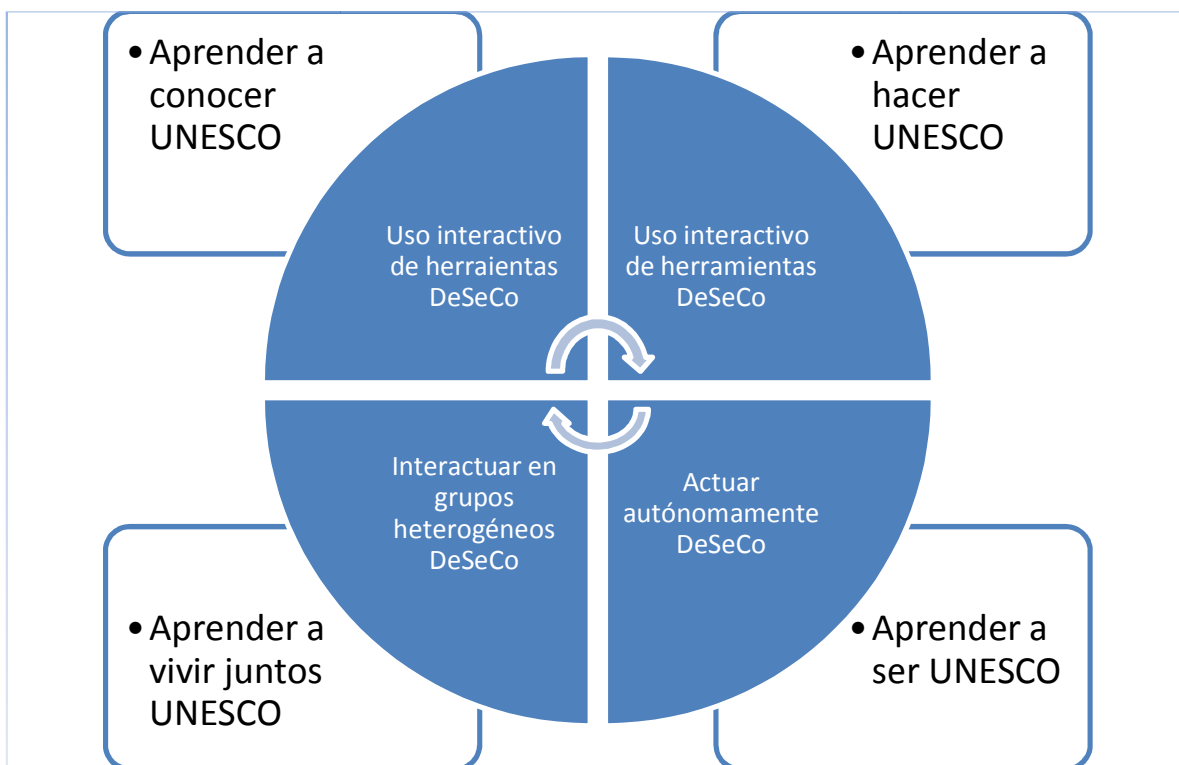 • Aprender a
conocer
UNESCO
• Aprender a
hacer
UNESCO
Uso interactivo
de herraientas
DeSeCo
Uso interactivo
de herramientas
DeSeCo
Interactuar en
grupos
heterogéneos
DeSeCo
Actuar
autónomamente
DeSeCo
• Aprender a
vivir juntos
UNESCO
• Aprender a
ser UNESCO